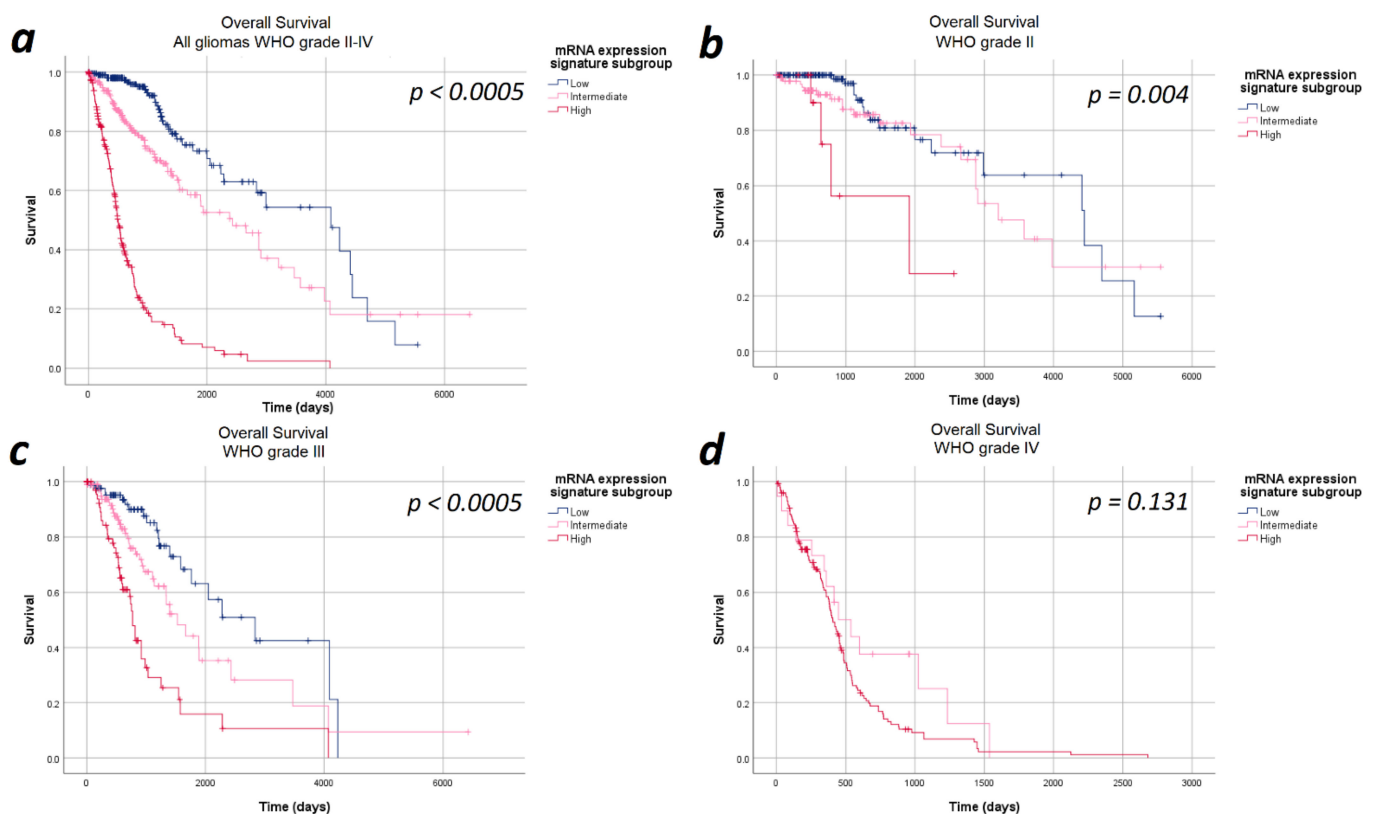 a
Overall Survival
All gliomas WHO grade II-IV
p < 0.0005
mRNA expression
signature subgroup
Low
Intermediate
High
Survival
1.0
0.8
0.6
0.4
0.2
0.0
0
2000
4000
6000
Time (days)
b
Overall Survival
WHO grade II
p = 0.004
mRNA expression
signature subgroup
Low
Intermediate
High
Survival
1.0
0.8
0.6
0.4
0.2
0.0
0
1000
2000
3000
4000
5000
6000
Time (days)
c
Overall Survival
WHO grade III
p < 0.0005
mRNA expression
signature subgroup
Low
Intermediate
High
Survival
1.0
0.8
0.6
0.4
0.2
0.0
0
2000
4000
6000
Time (days)
d
Overall Survival
WHO grade IV
p = 0.131
mRNA expression
signature subgroup
Low
Intermediate
High
Survival
1.0
0.8
0.6
0.4
0.2
0.0
0
500
1000
1500
2000
2500
3000
Time (days)